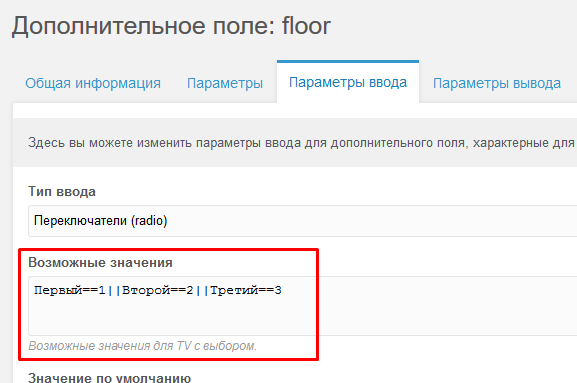 Дополнительное поле: floor
Общая информация Параметры Параметры ввода Параметры вывода
Здесь вы можете изменить параметры ввода для дополнительного поля, характерные для
Тип ввода
Переключатели (radio)
Возможные значения
Первый==1||Второй==2||Третий==3
Возможные значения для TV с выбором.
Значение по умолчанию